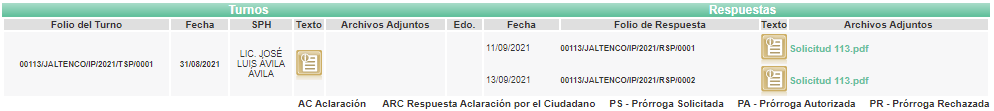 Turnos Respuestas
Folio del Turno Fecha SPH Texto Archivos Adjuntos Edo. Fecha Folio de Respuesta Texto Archivos Adjuntos
00113/JALTENCO/IP/2021/TSP/0001 31/08/2021 LIC. JOSÉ LUIS ÁVILA ÁVILA
11/09/2021 00113/JALTENCO/IP/2021/RSP/0001 Solicitud 113.pdf
13/09/2021 00113/JALTENCO/IP/2021/RSP/0002 Solicitud 113.pdf
AC Aclaración ARC Respuesta Aclaración por el Ciudadano PS - Prórroga Solicitada PA - Prórroga Autorizada PR - Prórroga Rechazada